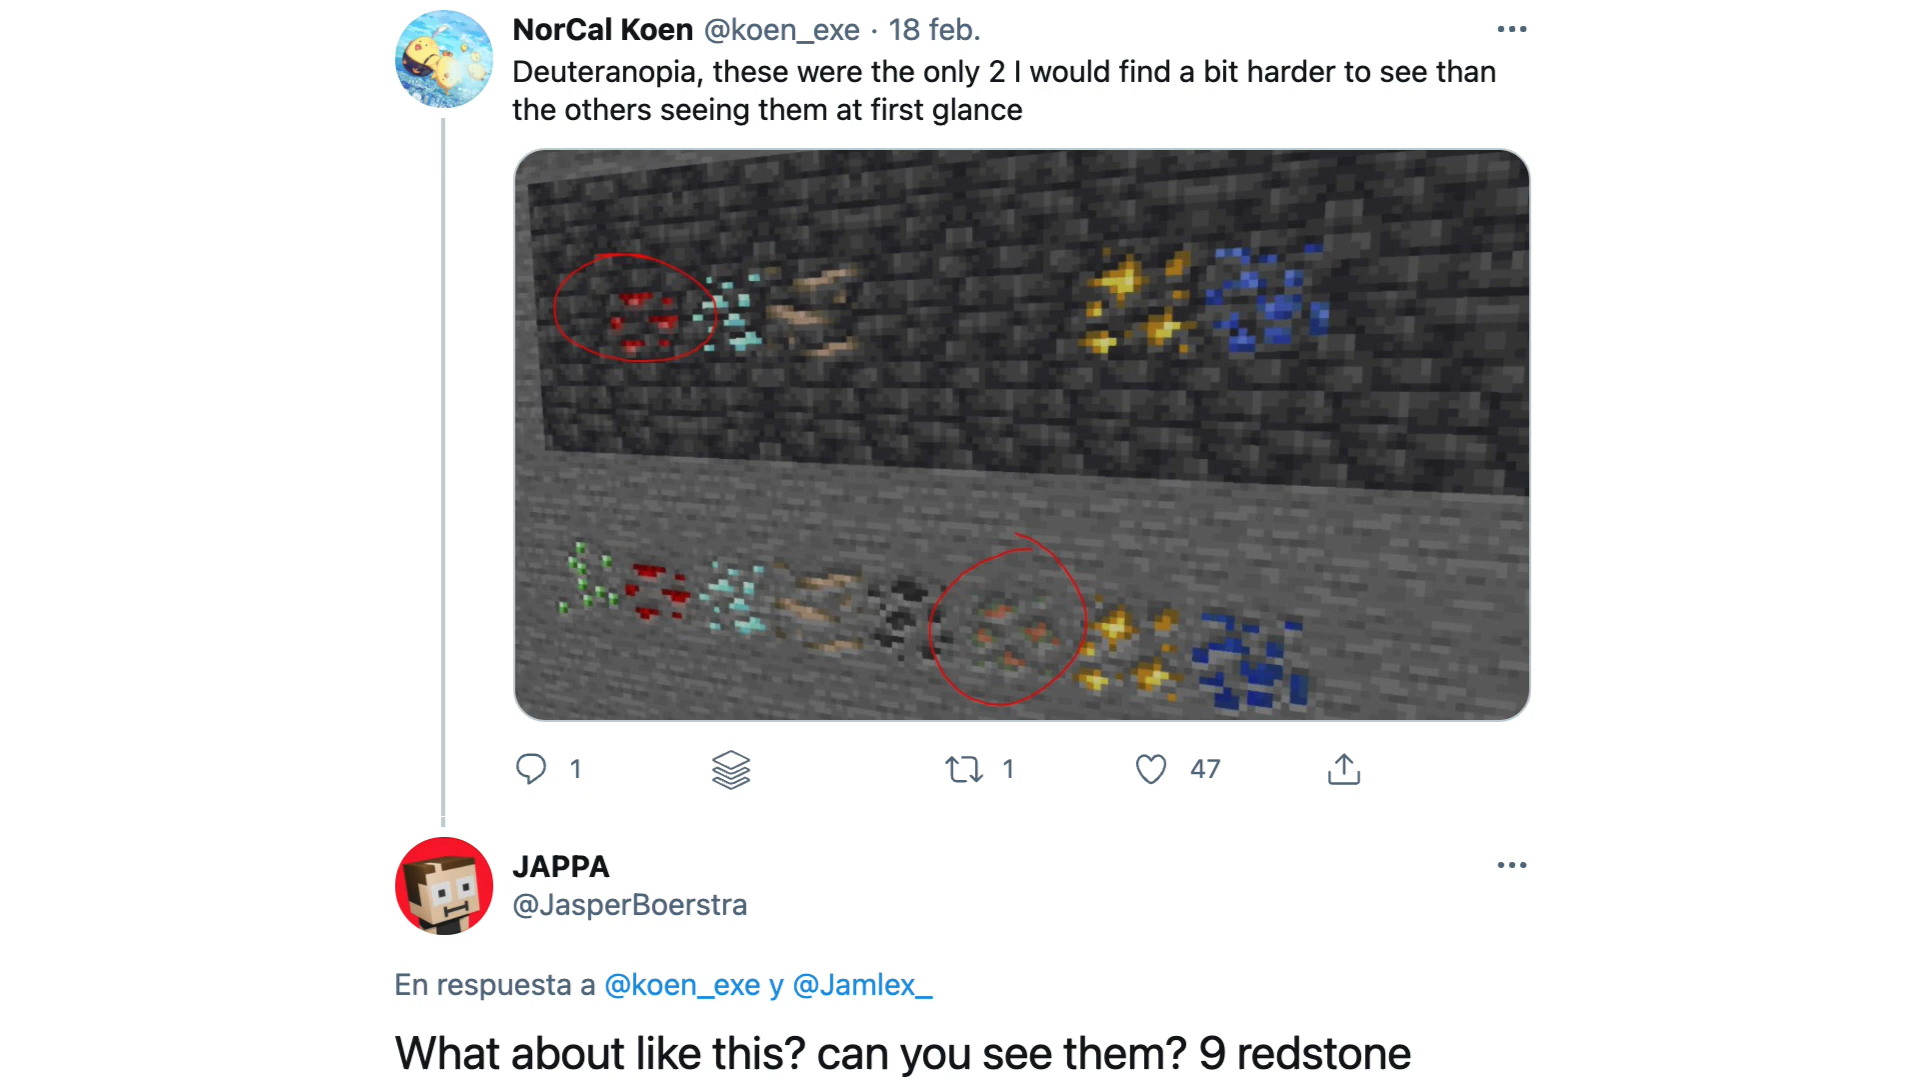 NorCal Koen @koen_exe · 18 feb.
Deuteranopia, these were the only 2 I would find a bit harder to see than
the others seeing them at first glance
1
1
47
JAPPA
@JasperBoerstra
En respuesta a @koen_exe y @Jamlex_
What about like this? can you see them? 9 redstone